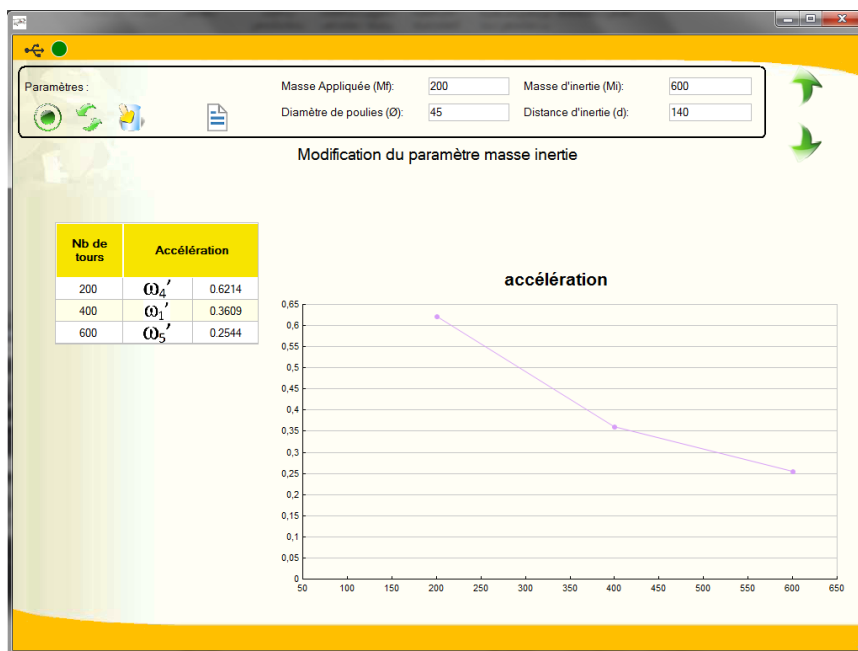 Paramètres :
Masse Appliquée (Mf): 200 Masse d'inertie (Mi): 600
Diamètre de poulies (Ø): 45 Distance d'inertie (d): 140
Modification du paramètre masse inertie
Nb de tours Accélération
200 ω4′ 0.6214
400 ω1′ 0.3609
600 ω5′ 0.2544
accélération
0,65
0,6
0,55
0,5
0,45
0,4
0,35
0,3
0,25
0,2
0,15
0,1
0,05
0
50 100 150 200 250 300 350 400 450 500 550 600 650